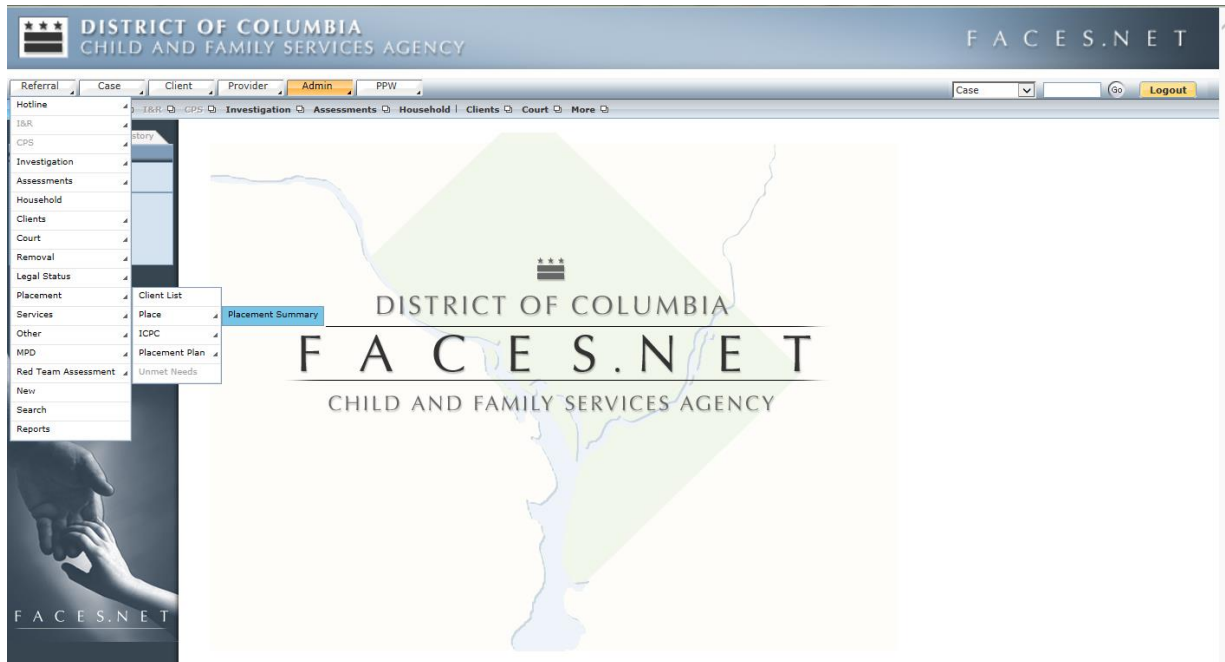 DISTRICT OF COLUMBIA
CHILD AND FAMILY SERVICES AGENCY
FACES.NET
Referral Case Client Provider Admin PPW
Case Go Logout
I&R CPS Investigation Assessments Household | Clients Court More
story
Hotline
I&R
CPS
Investigation
Assessments
Household
Clients
Court
Removal
Legal Status
Placement
Services
Other
MPD
Red Team Assessment
New
Search
Reports
Client List
Place
ICPC
Placement Plan
Unmet Needs
Placement Summary
DISTRICT OF COLUMBIA
FACES.NET
CHILD AND FAMILY SERVICES AGENCY
FACES.NET